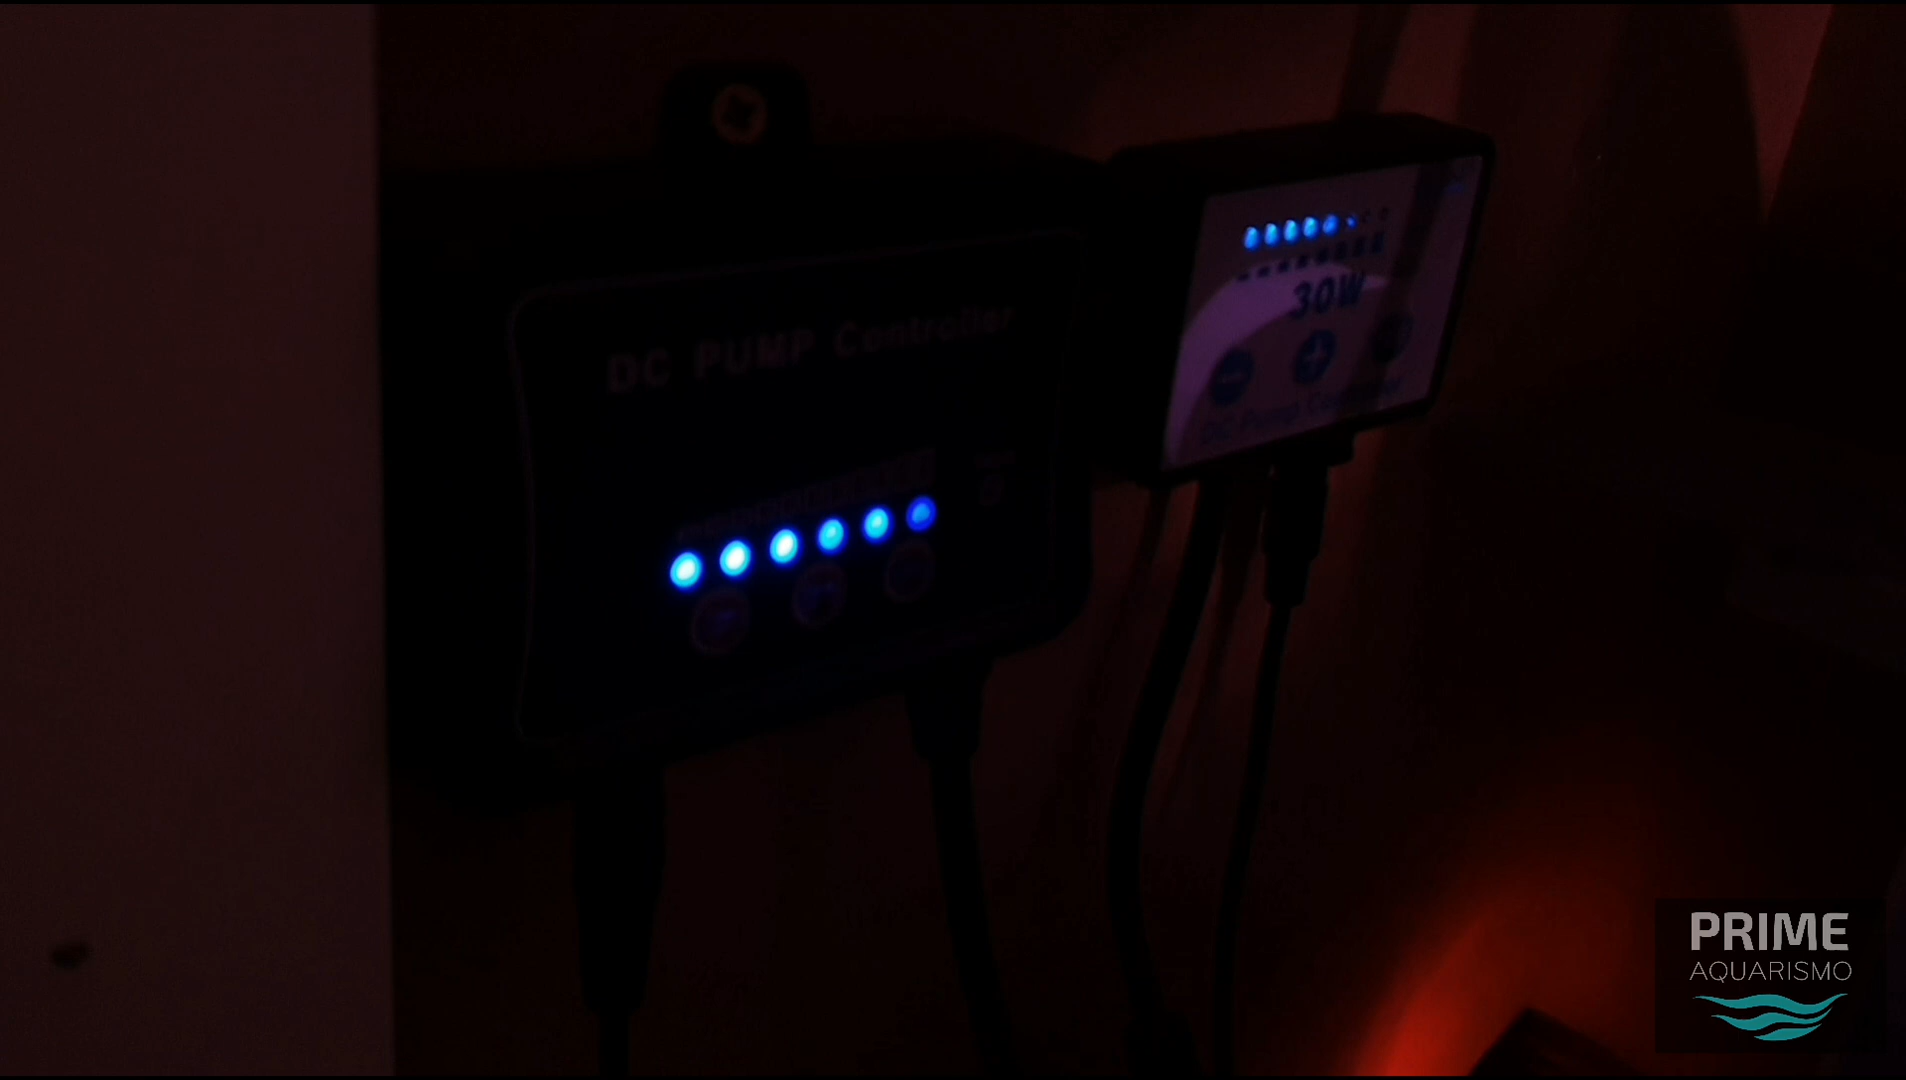 DC PUMP Controller
30W
DC Pump Controller
PRIME
AQUARISMO